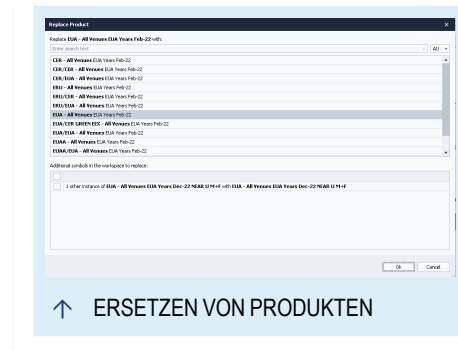 Replace Product
Replace EUA - All Venues EUA Years Feb-22 with:
Enter search text
AU
CER - All Venues EUA Years Feb-22
CER/CER - All Venues EUA Years Feb-22
CER/EUA - All Venues EUA Years Feb-22
ERU - All Venues EUA Years Feb-22
ERU/CER - All Venues EUA Years Feb-22
ERU/EUA - All Venues EUA Years Feb-22
EUA - All Venues EUA Years Feb-22
EUA/CER GREEN EEX - All Venues EUA Years Feb-22
EUA/EUA - All Venues EUA Years Feb-22
EUAA - All Venues EUA Years Feb-22
EUAA/EUA - All Venues EUA Years Feb-22
Additional symbols in the workspace to replace:
1 other instance of EUA - All Venues EUA Years Dec-22 NEAR U M+F with EUA - All Venues EUA Years Dec-22 NEAR U M+F
Ok Cancel
ERSETZEN VON PRODUKTEN